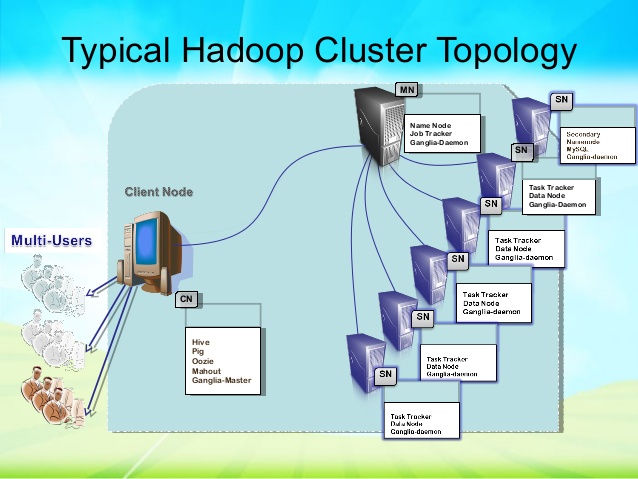 Typical Hadoop Cluster Topology
MN
Name Node
Job Tracker
Ganglia-Daemon
SN
Secondary
Namenode
MySQL
Ganglia-daemon
SN
Task Tracker
Data Node
Ganglia-Daemon
Client Node
SN
Task Tracker
Data Node
Ganglia-daemon
Multi-Users
SN
Task Tracker
Data Node
Ganglia-daemon
CN
Hive
Pig
Oozie
Mahout
Ganglia-Master
SN
Task Tracker
Data Node
Ganglia-daemon
SN
Task Tracker
Data Node
Ganglia-daemon